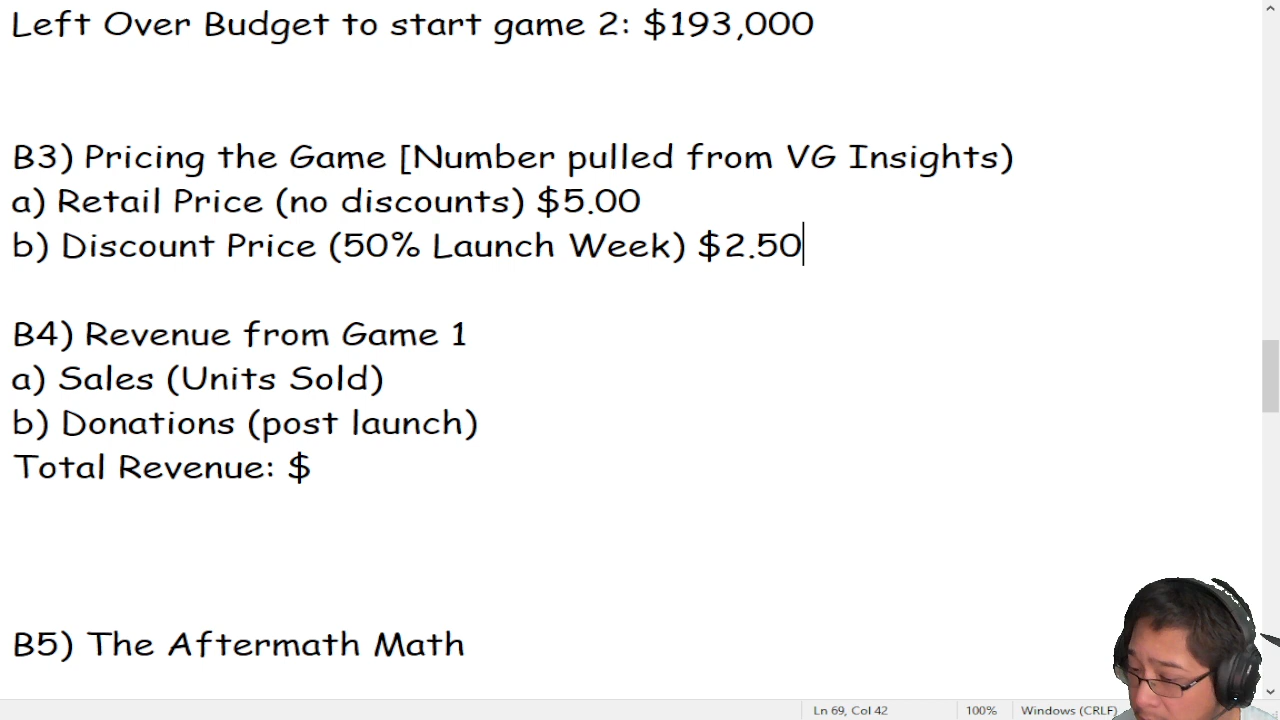 Left Over Budget to start game 2: $193,000
B3) Pricing the Game [Number pulled from VG Insights)
a) Retail Price (no discounts) $5.00
b) Discount Price (50% Launch Week) $2.50
B4) Revenue from Game 1
a) Sales (Units Sold)
b) Donations (post launch)
Total Revenue: $
B5) The Aftermath Math
Ln 69, Col 42
100%
Windows (CRLF)